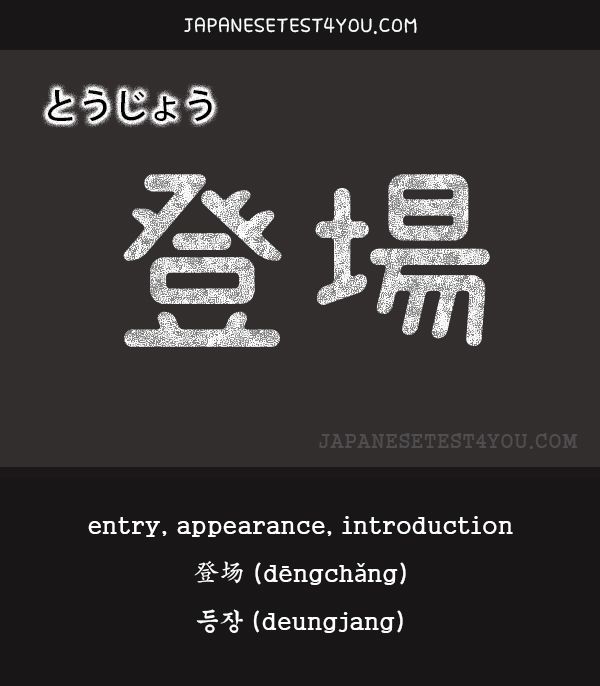 JAPANESETEST4YOU.COM
とうじょう
登場
JAPANESETEST4YOU.COM
entry, appearance, introduction
登场 (dēngchǎng)
등장 (deungjang)